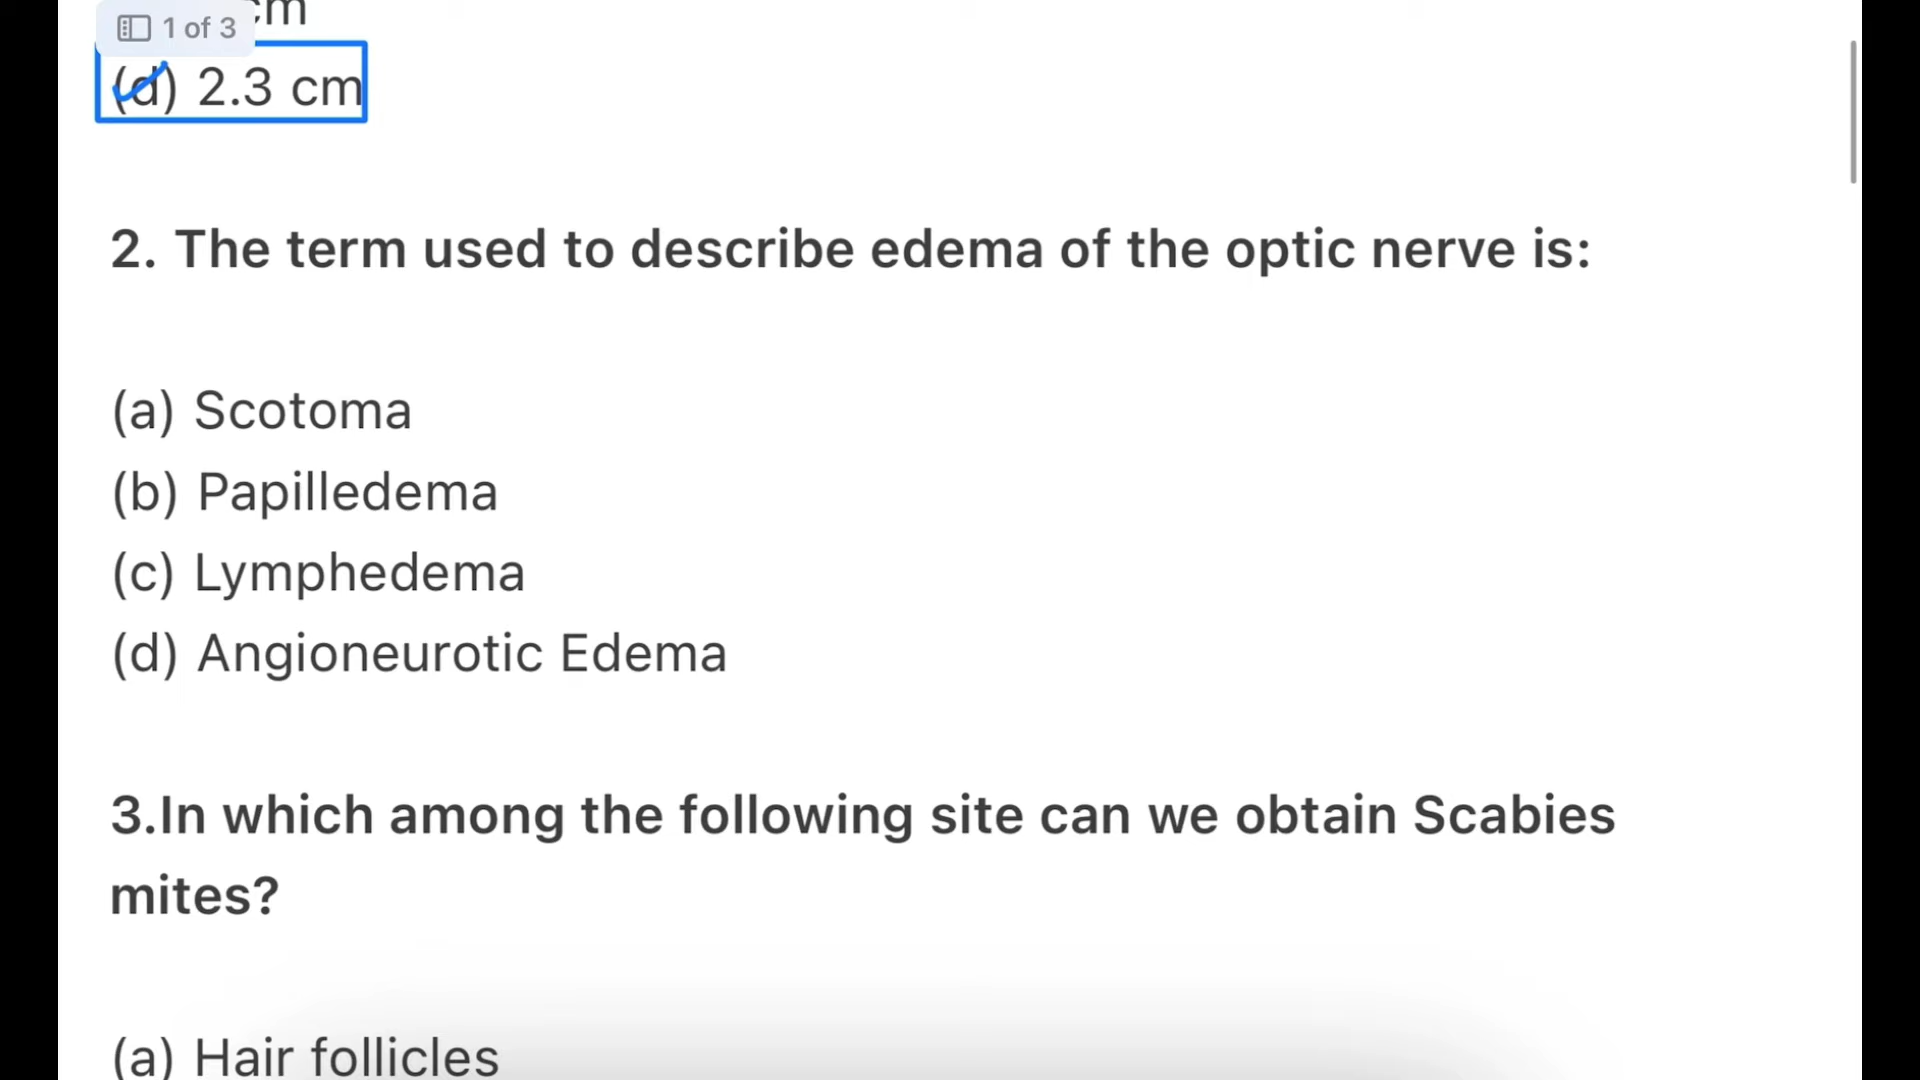 cm
1 of 3
(d) 2.3 cm
2. The term used to describe edema of the optic nerve is:
(a) Scotoma
(b) Papilledema
(c) Lymphedema
(d) Angioneurotic Edema
3.In which among the following site can we obtain Scabies
mites?
(a) Hair follicles